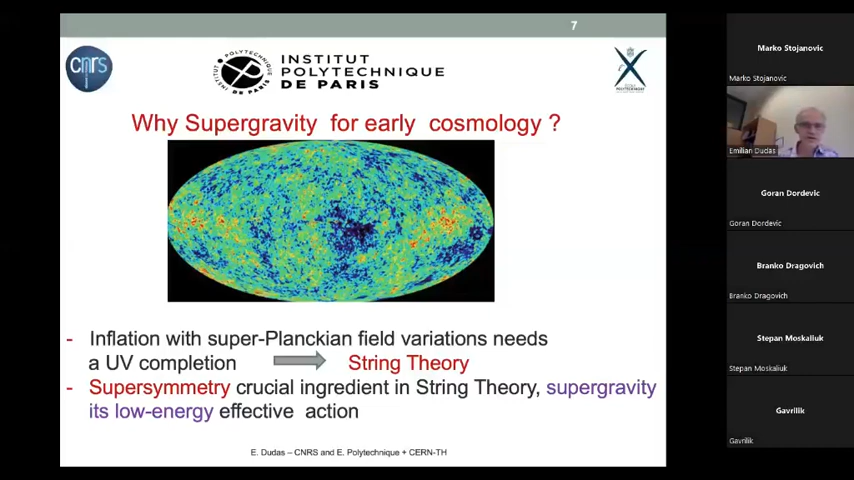 7
cnrs
INSTITUT
POLYTECHNIQUE
DE PARIS
Why Supergravity for early cosmology ?
- Inflation with super-Planckian field variations needs
a UV completion String Theory
- Supersymmetry crucial ingredient in String Theory, supergravity
its low-energy effective action
E. Dudas – CNRS and E. Polytechnique + CERN-TH
Marko Stojanovic
Marko Stojanovic
Emilian Dudas
Goran Dordevic
Goran Dordevic
Branko Dragovich
Branko Dragovich
Stepan Moskaliuk
Stepan Moskaliuk
Gavrilik
Gavrilik